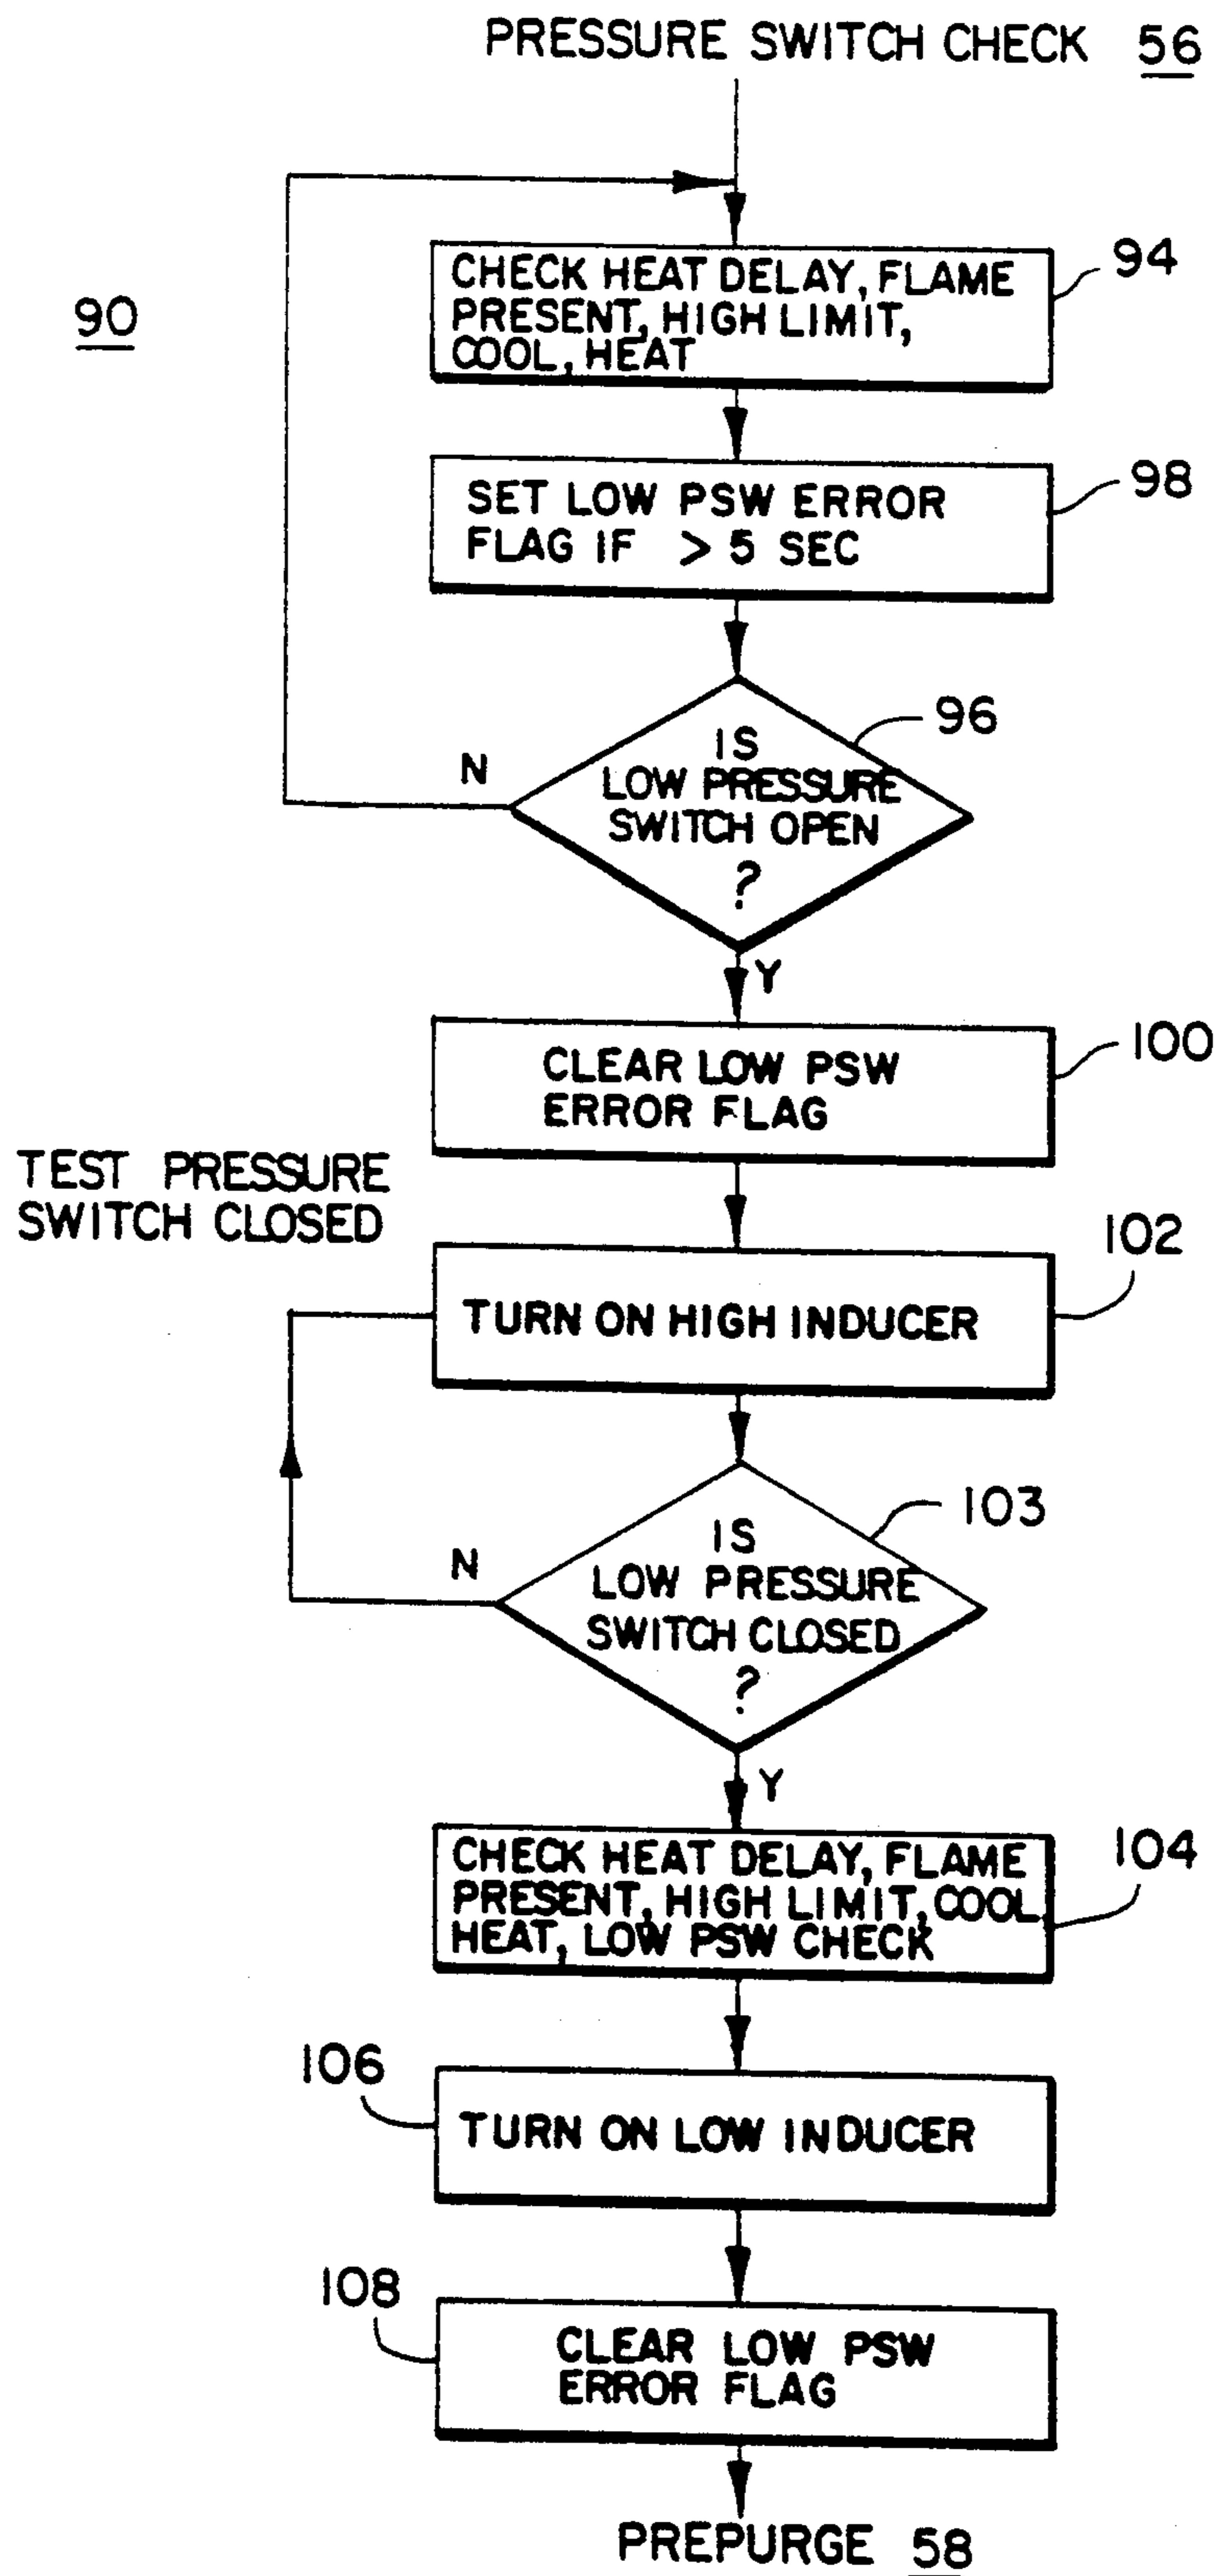 PRESSURE SWITCH CHECK 56
90
CHECK HEAT DELAY, FLAME
PRESENT, HIGH LIMIT,
COOL, HEAT
94
SET LOW PSW ERROR
FLAG IF > 5 SEC
98
IS
LOW PRESSURE
SWITCH OPEN
?
96
N
Y
CLEAR LOW PSW
ERROR FLAG
100
TEST PRESSURE
SWITCH CLOSED
TURN ON HIGH INDUCER
102
IS
LOW PRESSURE
SWITCH CLOSED
?
103
N
Y
CHECK HEAT DELAY, FLAME
PRESENT, HIGH LIMIT, COOL
HEAT, LOW PSW CHECK
104
106
TURN ON LOW INDUCER
108
CLEAR LOW PSW
ERROR FLAG
PREPURGE 58